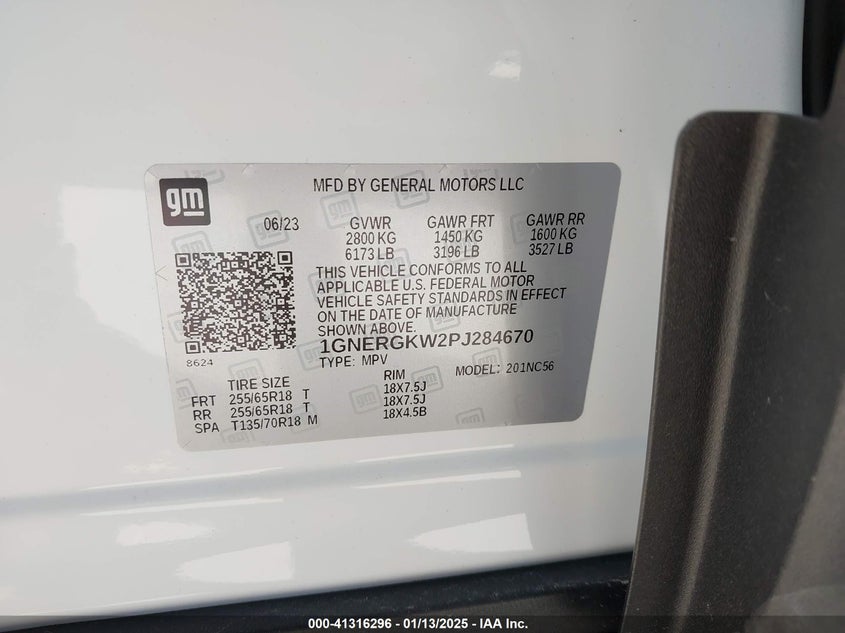 gm
MFD BY GENERAL MOTORS LLC
06/23 GVWR GAWR FRT GAWR RR
2800 KG 1450 KG 1600 KG
6173 LB 3196 LB 3527 LB
THIS VEHICLE CONFORMS TO ALL
APPLICABLE U.S. FEDERAL MOTOR
VEHICLE SAFETY STANDARDS IN EFFECT
ON THE DATE OF MANUFACTURE
SHOWN ABOVE.
1GNERGKW2PJ284670
8624
TYPE: MPV MODEL: 201NC56
TIRE SIZE RIM
FRT 255/65R18 T 18X7.5J
RR 255/65R18 T 18X7.5J
SPA T135/70R18 M 18X4.5B
000-41316296 — 01/13/2025 — IAA Inc.